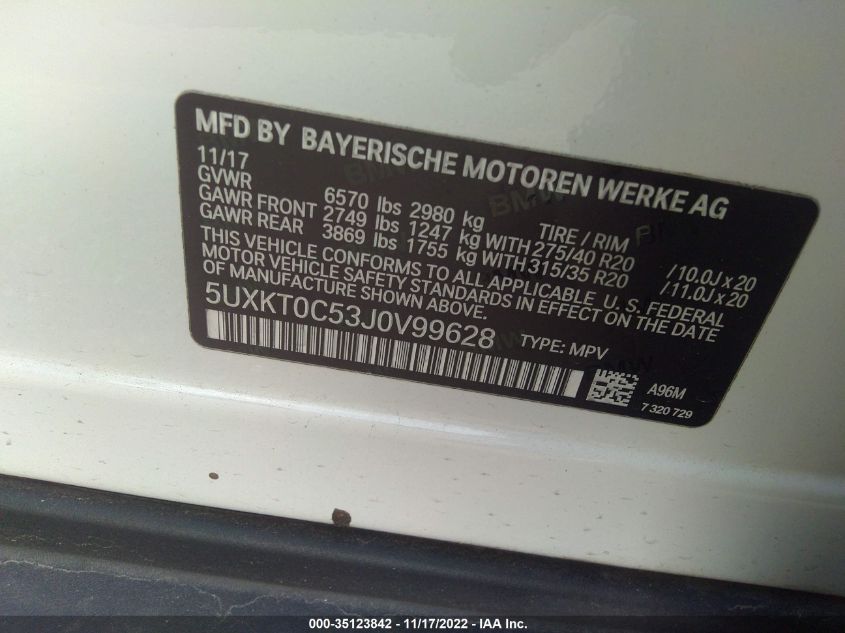 MFD BY BAYERISCHE MOTOREN WERKE AG
11/17
GVWR 6570 lbs 2980 kg TIRE / RIM
GAWR FRONT 2749 lbs 1247 kg WITH 275/40 R20 /10.0J x 20
GAWR REAR 3869 lbs 1755 kg WITH 315/35 R20 /11.0J x 20
THIS VEHICLE CONFORMS TO ALL APPLICABLE U. S. FEDERAL
MOTOR VEHICLE SAFETY STANDARDS IN EFFECT ON THE DATE
OF MANUFACTURE SHOWN ABOVE.
5UXKT0C53J0V99628 TYPE: MPV
A96M
7 320 729
000-35123842 - 11/17/2022 - IAA Inc.